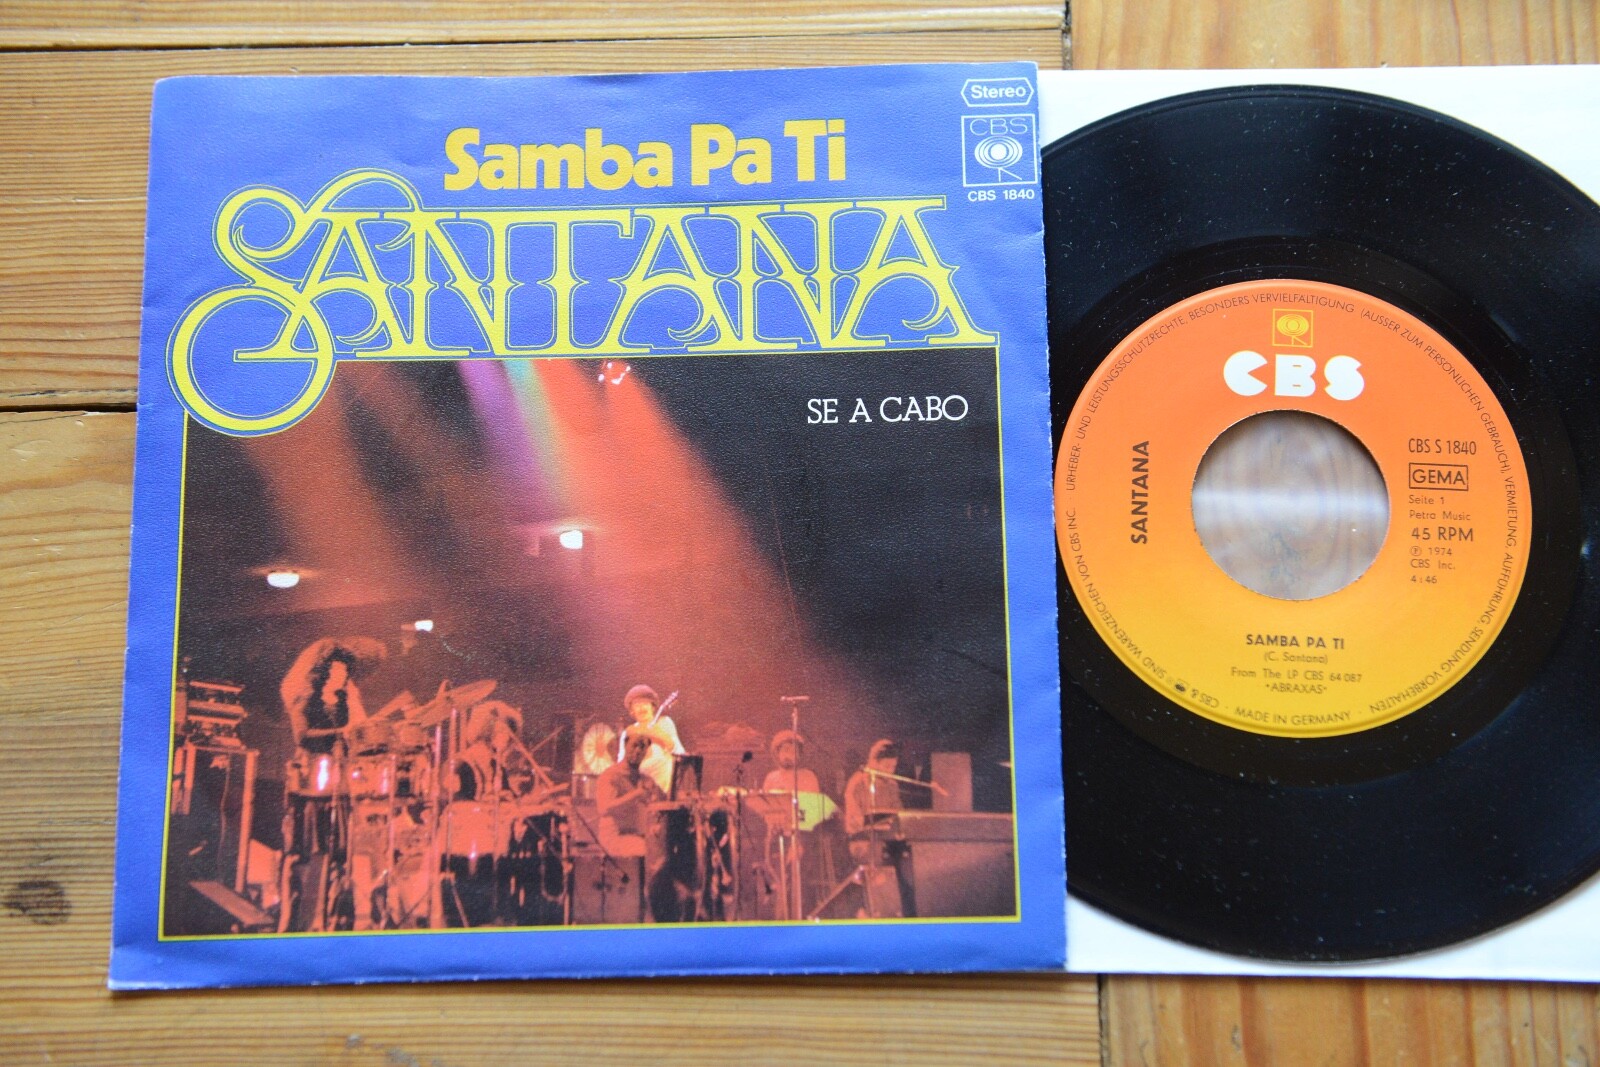 Stereo
CBS
CBS 1840
Samba Pa Ti
SANTANA
SE A CABO
URHEBER- UND LEISTUNGSSCHUTZRECHTE, BESONDERS VERVIELFÄLTIGUNG (AUSSER ZUM PERSÖNLICHEN GEBRAUCH), VERMIETUNG, AUFFÜHRUNG, SENDUNG VORBEHALTEN
CBS
SANTANA
CBS S 1840
GEMA
Seite 1
Petra Music
45 RPM
℗ 1974
CBS Inc.
4:46
SAMBA PA TI
(C. Santana)
From The LP CBS 64 087
"ABRAXAS"
· MADE IN GERMANY ·
CBS & SIND WARENZEICHEN VON CBS INC.